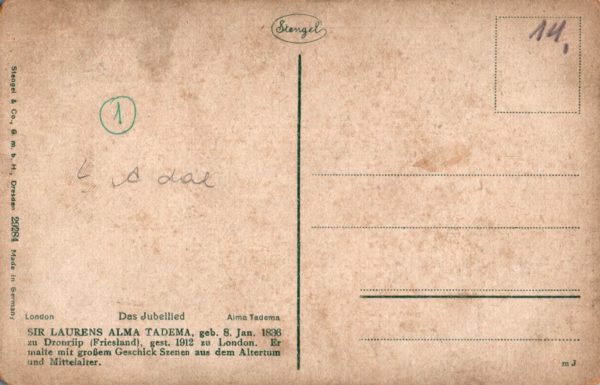 Stengel
14.
1
Stengel & Co., G. m. b. H., Dresden 29284 Made in Germany
London Das Jubellied Alma Tadema
SIR LAURENS ALMA TADEMA, geb. 8. Jan. 1836
zu Dronrijp (Friesland), gest. 1912 zu London. Er
malte mit großem Geschick Szenen aus dem Altertum
und Mittelalter.
m J